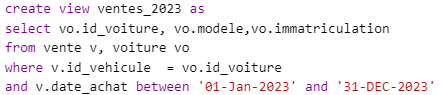 create view ventes_2023 as
select vo.id_voiture, vo.modele,vo.immatriculation
from vente v, voiture vo
where v.id_vehicule  = vo.id_voiture
and v.date_achat between '01-Jan-2023' and '31-DEC-2023'